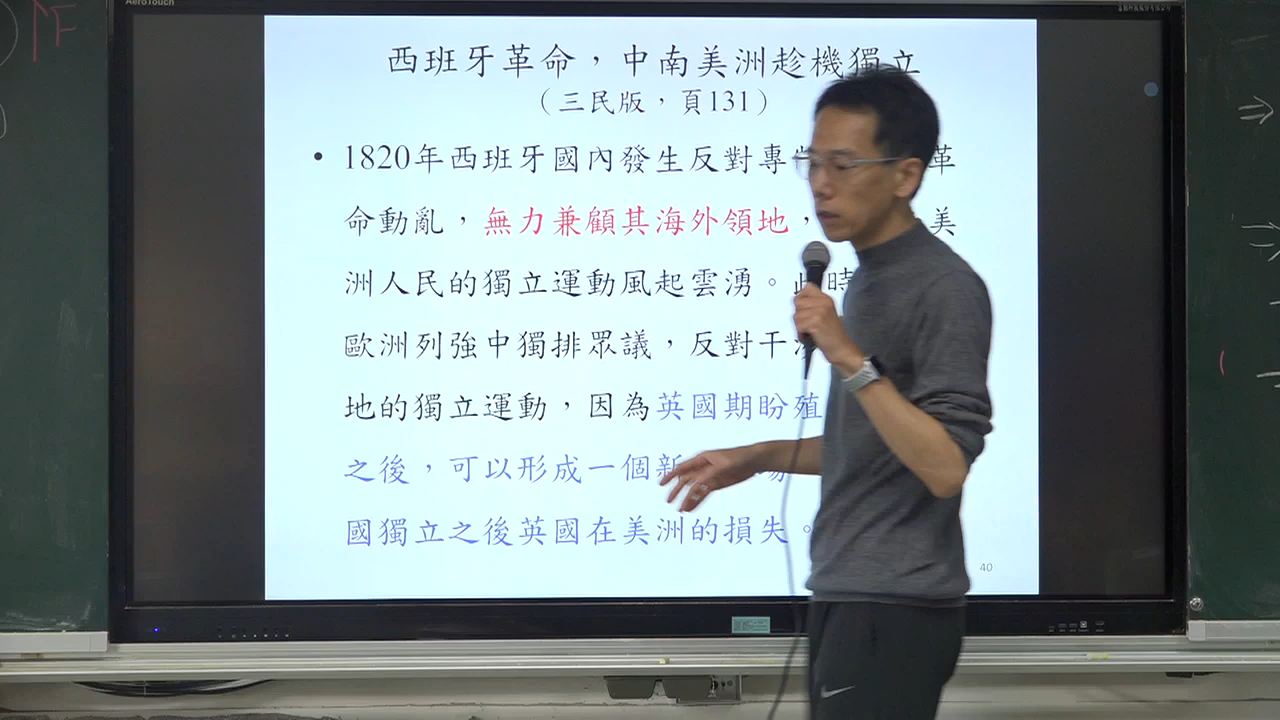 AeroTouch
西班牙革命，中南美洲趁機獨立
（三民版，頁131）
• 1820年西班牙國內發生反對專 革
命動亂，無力兼顧其海外領地， 美
洲人民的獨立運動風起雲湧。此時
歐洲列強中獨排眾議，反對干
地的獨立運動，因為英國期盼殖
之後，可以形成一個新
國獨立之後英國在美洲的損失。
40